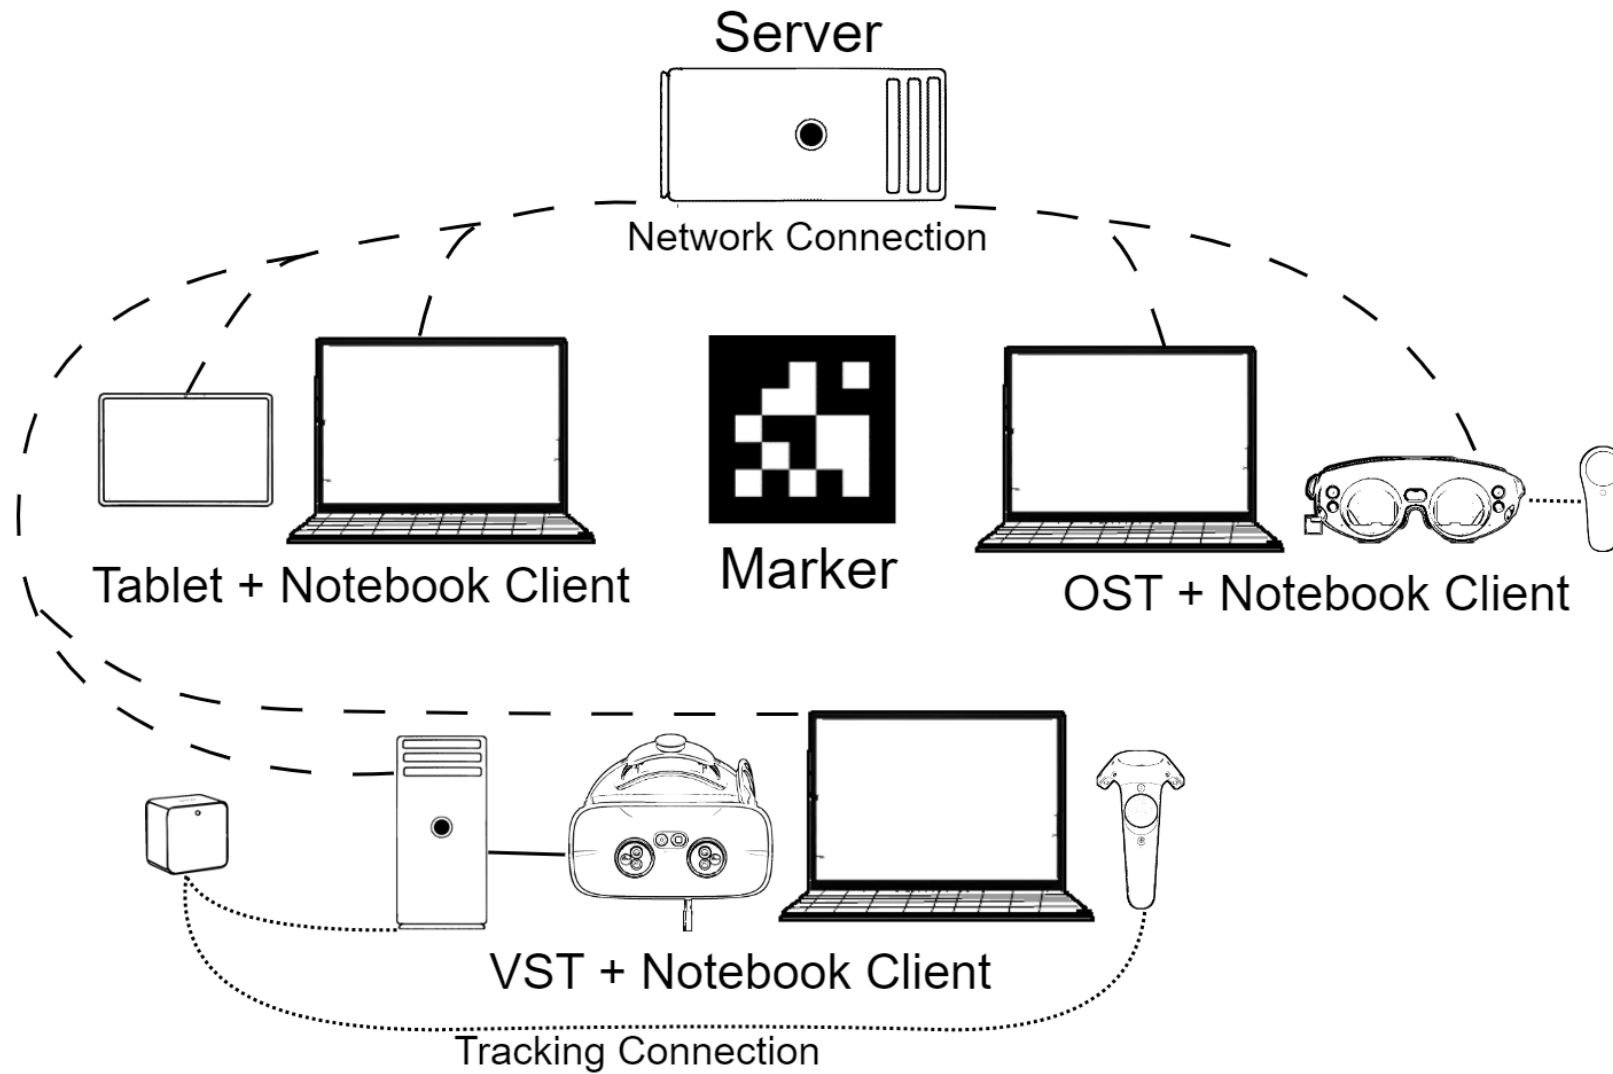 Server
Network Connection
Marker
Tablet + Notebook Client
OST + Notebook Client
VST + Notebook Client
Tracking Connection